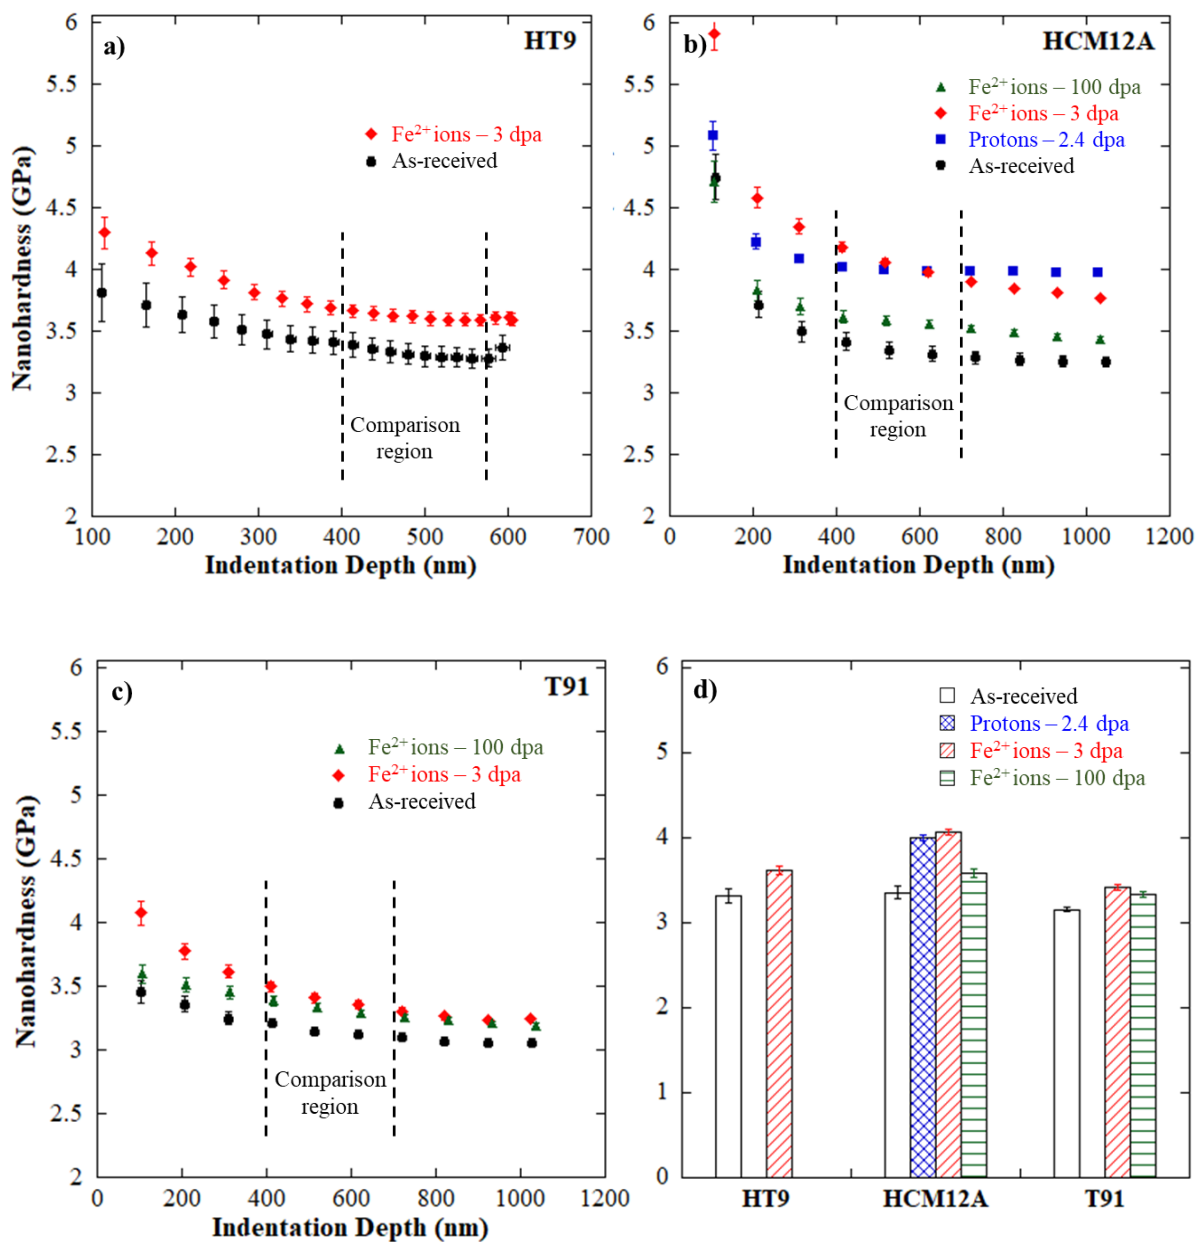 a)
HT9
Fe²⁺ ions – 3 dpa
As-received
Comparison
region
6
5.5
5
4.5
4
3.5
3
2.5
2
Nanohardness (GPa)
100 200 300 400 500 600 700
Indentation Depth (nm)
b)
HCM12A
Fe²⁺ ions – 100 dpa
Fe²⁺ ions – 3 dpa
Protons – 2.4 dpa
As-received
Comparison
region
6
5.5
5
4.5
4
3.5
3
2.5
2
0 200 400 600 800 1000 1200
Indentation Depth (nm)
c)
T91
Fe²⁺ ions – 100 dpa
Fe²⁺ ions – 3 dpa
As-received
Comparison
region
6
5.5
5
4.5
4
3.5
3
2.5
2
Nanohardness (GPa)
0 200 400 600 800 1000 1200
Indentation Depth (nm)
d)
As-received
Protons – 2.4 dpa
Fe²⁺ ions – 3 dpa
Fe²⁺ ions – 100 dpa
6
5
4
3
2
1
0
HT9 HCM12A T91